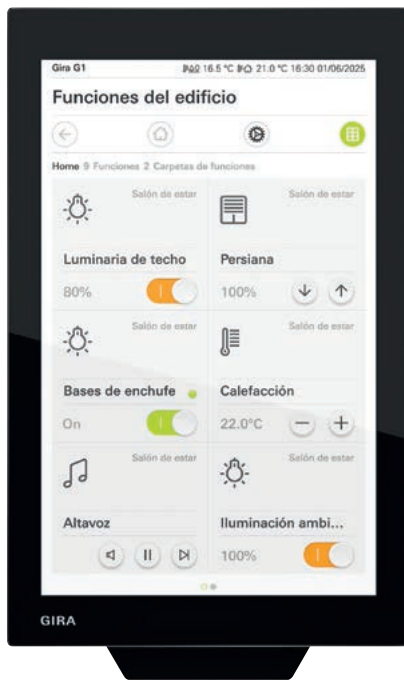 Gira G1 16.5 °C 21.0 °C 16:30 01/06/2025
Funciones del edificio
Home 9 Funciones 2 Carpetas de funciones
Salón de estar Salón de estar
Luminaria de techo Persiana
80% 100%
Salón de estar Salón de estar
Bases de enchufe Calefacción
On 22.0°C
Salón de estar Salón de estar
Altavoz Iluminación ambi...
100%
GIRA